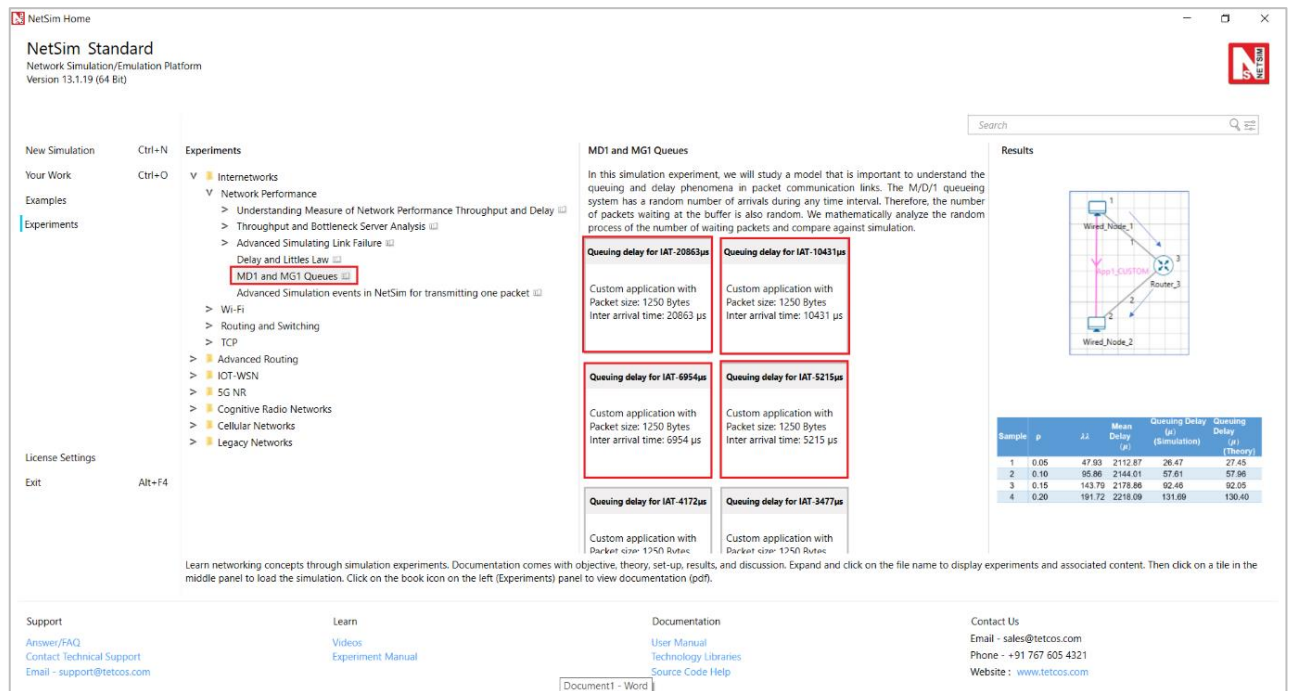 NetSim Home
NetSim Standard
Network Simulation/Emulation Platform
Version 13.1.19 (64 Bit)
NETSIM
Search
New Simulation Ctrl+N
Your Work Ctrl+O
Examples
Experiments
License Settings
Exit Alt+F4
Experiments
Internetworks
Network Performance
Understanding Measure of Network Performance Throughput and Delay
Throughput and Bottleneck Server Analysis
Advanced Simulating Link Failure
Delay and Littles Law
MD1 and MG1 Queues
Advanced Simulation events in NetSim for transmitting one packet
Wi-Fi
Routing and Switching
TCP
Advanced Routing
IOT-WSN
5G NR
Cognitive Radio Networks
Cellular Networks
Legacy Networks
MD1 and MG1 Queues
In this simulation experiment, we will study a model that is important to understand the
queuing and delay phenomena in packet communication links. The M/D/1 queueing
system has a random number of arrivals during any time interval. Therefore, the number
of packets waiting at the buffer is also random. We mathematically analyze the random
process of the number of waiting packets and compare against simulation.
Queuing delay for IAT-20863µs
Custom application with
Packet size: 1250 Bytes
Inter arrival time: 20863 µs
Queuing delay for IAT-10431µs
Custom application with
Packet size: 1250 Bytes
Inter arrival time: 10431 µs
Queuing delay for IAT-6954µs
Custom application with
Packet size: 1250 Bytes
Inter arrival time: 6954 µs
Queuing delay for IAT-5215µs
Custom application with
Packet size: 1250 Bytes
Inter arrival time: 5215 µs
Queuing delay for IAT-4172µs
Custom application with
Packet size: 1250 Bytes
Queuing delay for IAT-3477µs
Custom application with
Packet size: 1250 Bytes
Results
1
Wired_Node_1
1
App1_CUSTOM
3
Router_3
2
2
Wired_Node_2
Sample ρ λλ Mean Delay (µ) Queuing Delay (µ) (Simulation) Queuing Delay (µ) (Theory)
1 0.05 47.93 2112.87 26.47 27.45
2 0.10 95.86 2144.01 57.61 57.96
3 0.15 143.79 2178.86 92.46 92.05
4 0.20 191.72 2218.09 131.69 130.40
Learn networking concepts through simulation experiments. Documentation comes with objective, theory, set-up, results, and discussion. Expand and click on the file name to display experiments and associated content. Then click on a tile in the
middle panel to load the simulation. Click on the book icon on the left (Experiments) panel to view documentation (pdf).
Support
Answer/FAQ
Contact Technical Support
Email - support@tetcos.com
Learn
Videos
Experiment Manual
Documentation
User Manual
Technology Libraries
Source Code Help
Contact Us
Email - sales@tetcos.com
Phone - +91 767 605 4321
Website : www.tetcos.com
Document1 - Word